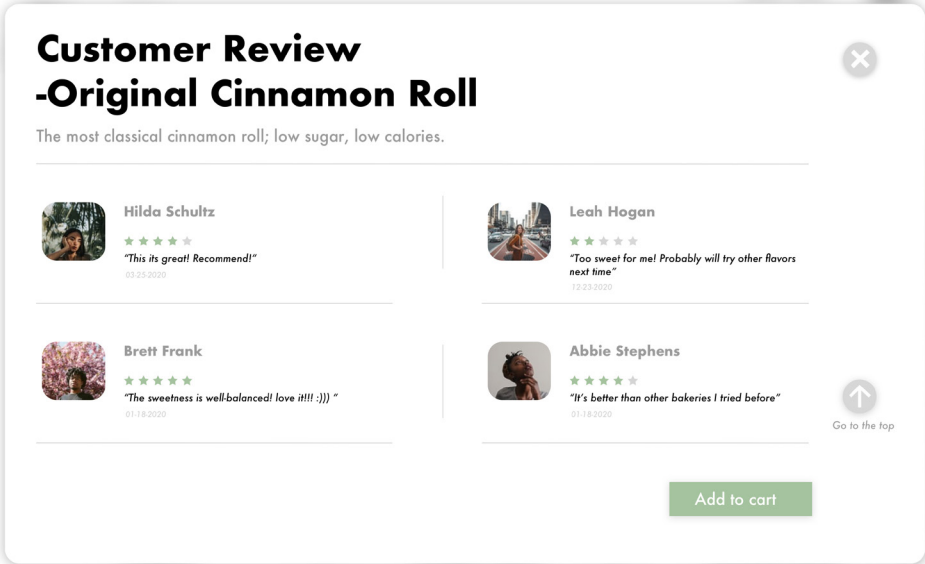 Customer Review
-Original Cinnamon Roll
The most classical cinnamon roll; low sugar, low calories.
Hilda Schultz
"This its great! Recommend!"
03-25-2020
Leah Hogan
"Too sweet for me! Probably will try other flavors
next time"
12-23-2020
Brett Frank
"The sweetness is well-balanced! love it!!! :))) "
01-18-2020
Abbie Stephens
"It's better than other bakeries I tried before"
01-18-2020
Go to the top
Add to cart